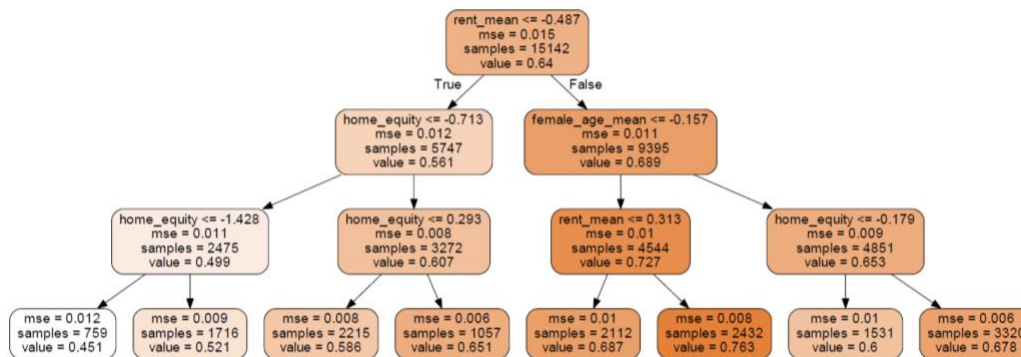 rent_mean <= -0.487
mse = 0.015
samples = 15142
value = 0.64
True
False
home_equity <= -0.713
mse = 0.012
samples = 5747
value = 0.561
female_age_mean <= -0.157
mse = 0.011
samples = 9395
value = 0.689
home_equity <= -1.428
mse = 0.011
samples = 2475
value = 0.499
home_equity <= 0.293
mse = 0.008
samples = 3272
value = 0.607
rent_mean <= 0.313
mse = 0.01
samples = 4544
value = 0.727
home_equity <= -0.179
mse = 0.009
samples = 4851
value = 0.653
mse = 0.012
samples = 759
value = 0.451
mse = 0.009
samples = 1716
value = 0.521
mse = 0.008
samples = 2215
value = 0.586
mse = 0.006
samples = 1057
value = 0.651
mse = 0.01
samples = 2112
value = 0.687
mse = 0.008
samples = 2432
value = 0.763
mse = 0.01
samples = 1531
value = 0.6
mse = 0.006
samples = 3320
value = 0.678